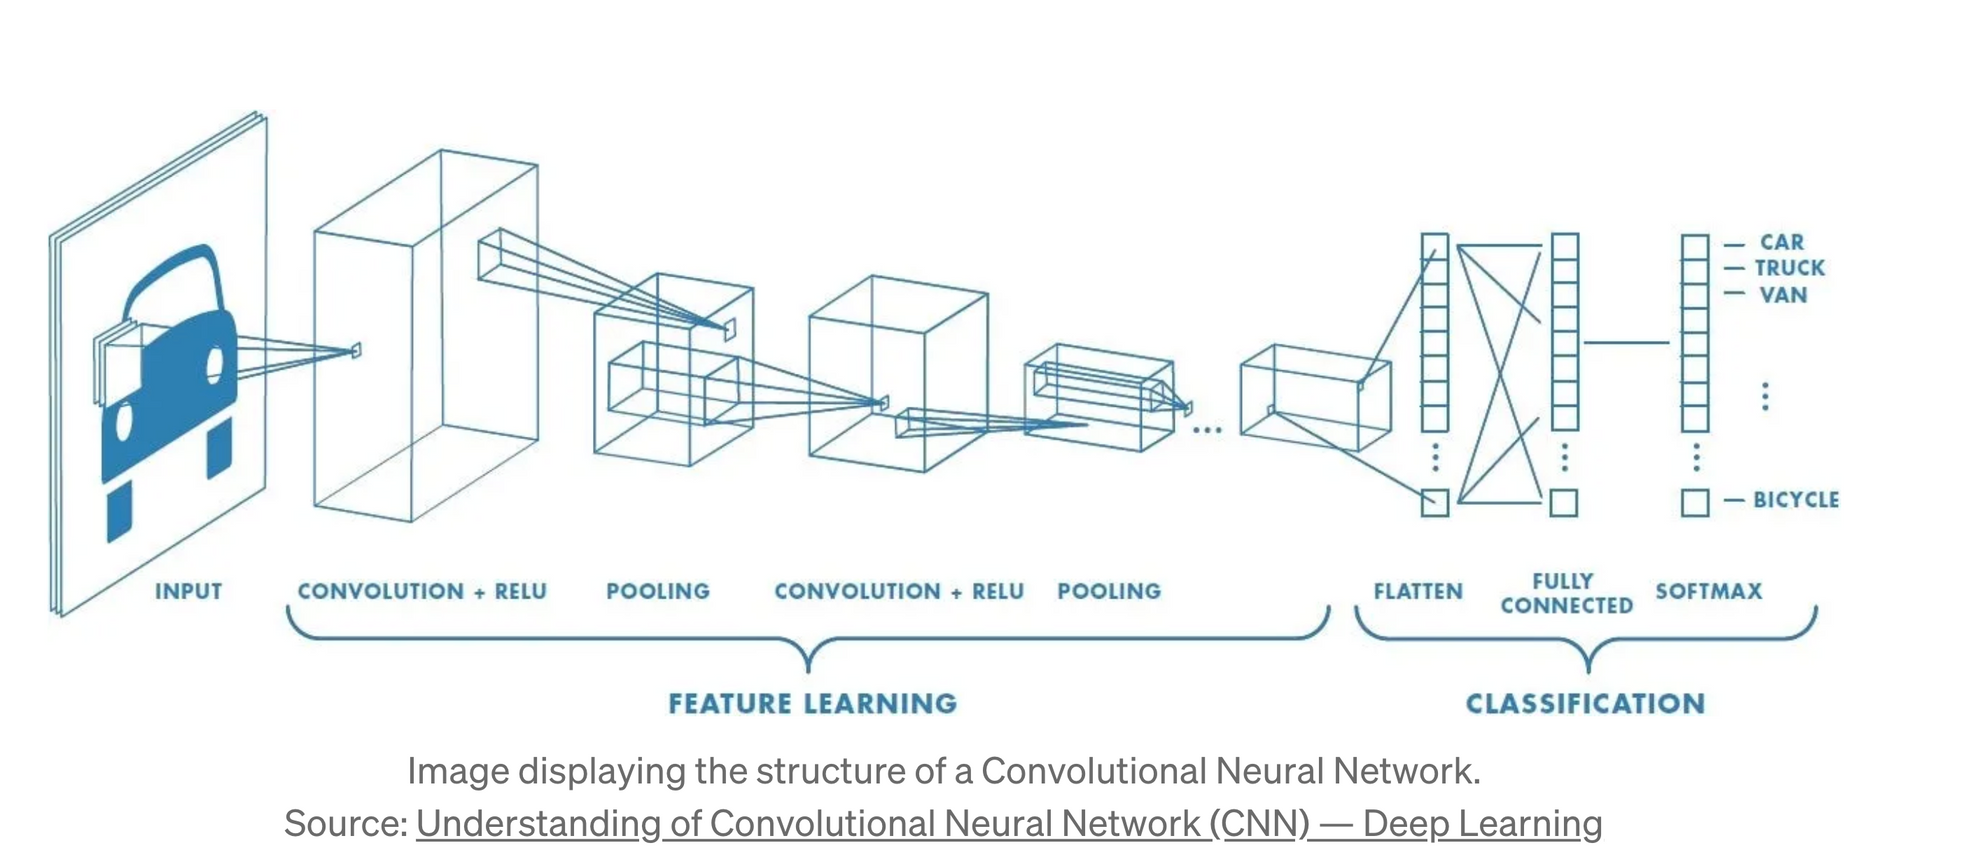 CAR
TRUCK
VAN
BICYCLE
INPUT
CONVOLUTION + RELU
POOLING
CONVOLUTION + RELU
POOLING
FLATTEN
FULLY
CONNECTED
SOFTMAX
FEATURE LEARNING
CLASSIFICATION
Image displaying the structure of a Convolutional Neural Network.
Source: Understanding of Convolutional Neural Network (CNN) — Deep Learning